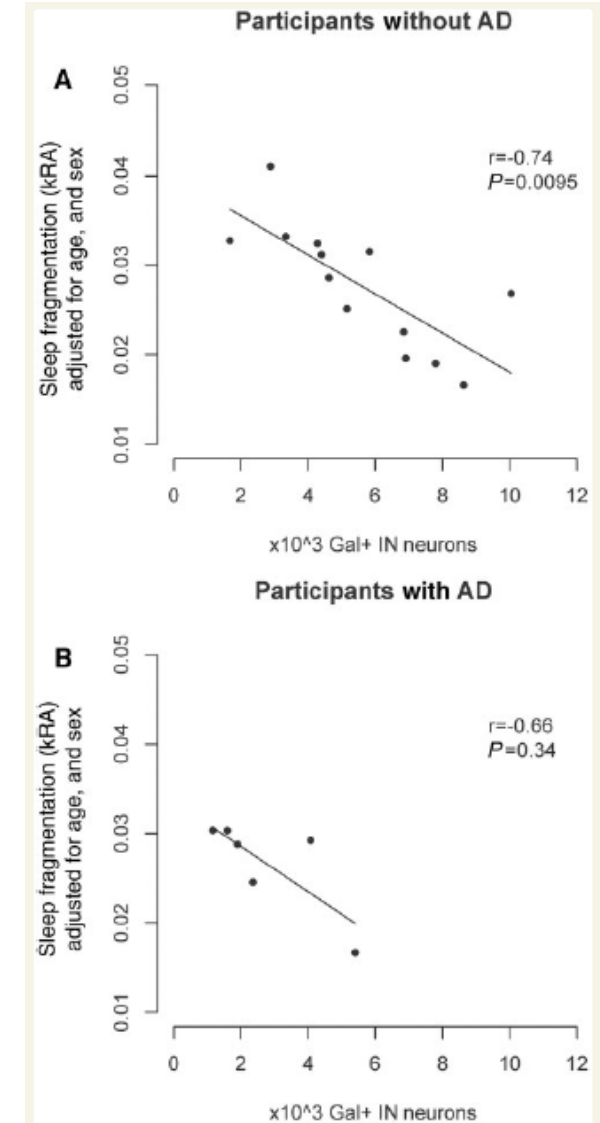 Participants without AD
A
Sleep fragmentation (kRA)
adjusted for age, and sex
0.05
0.04
0.03
0.02
0.01
r=-0.74
P=0.0095
0 2 4 6 8 10 12
x10^3 Gal+ IN neurons
Participants with AD
B
Sleep fragmentation (kRA)
adjusted for age, and sex
0.05
0.04
0.03
0.02
0.01
r=-0.66
P=0.34
0 2 4 6 8 10 12
x10^3 Gal+ IN neurons